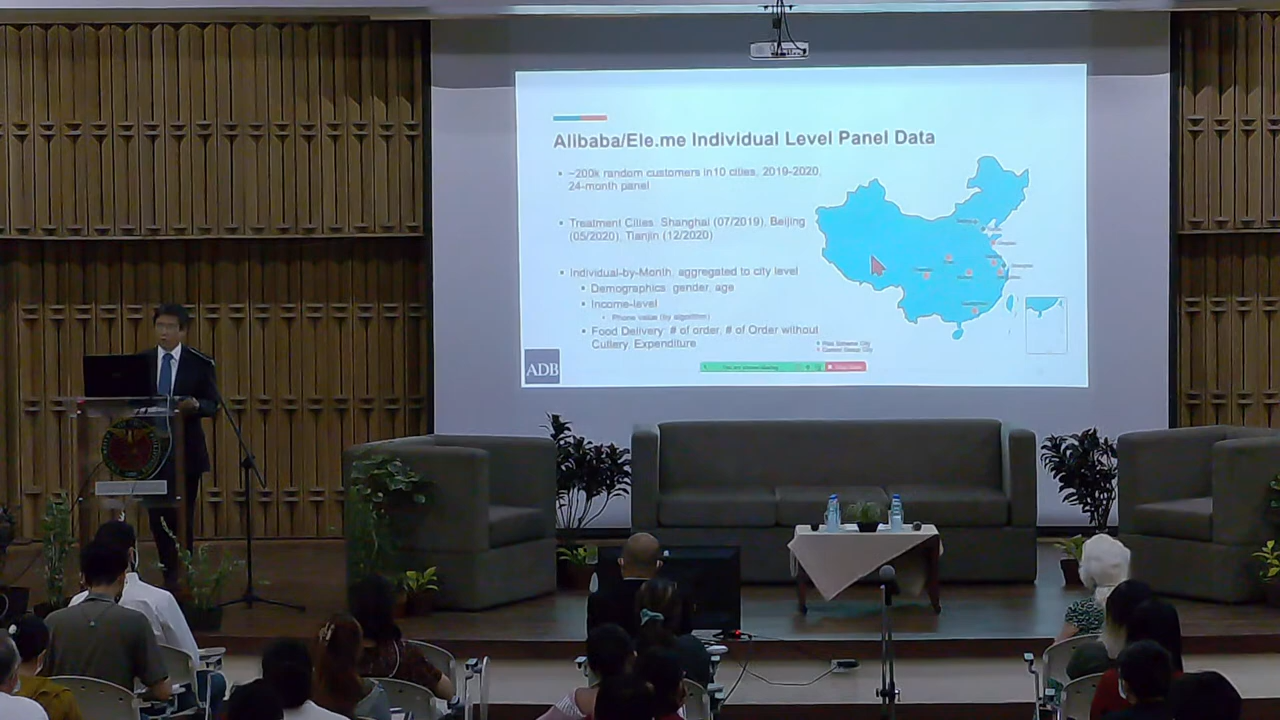 Alibaba/Ele.me Individual Level Panel Data
• ~200k random customers in10 cities, 2019-2020,
24-month panel
• Treatment Cities: Shanghai (07/2019), Beijing
(05/2020), Tianjin (12/2020)
• Individual-by-Month, aggregated to city level
• Demographics: gender, age
• Income-level
• Phone value (by algorithm)
• Food Delivery: # of order, # of Order without
Cutlery, Expenditure
ADB